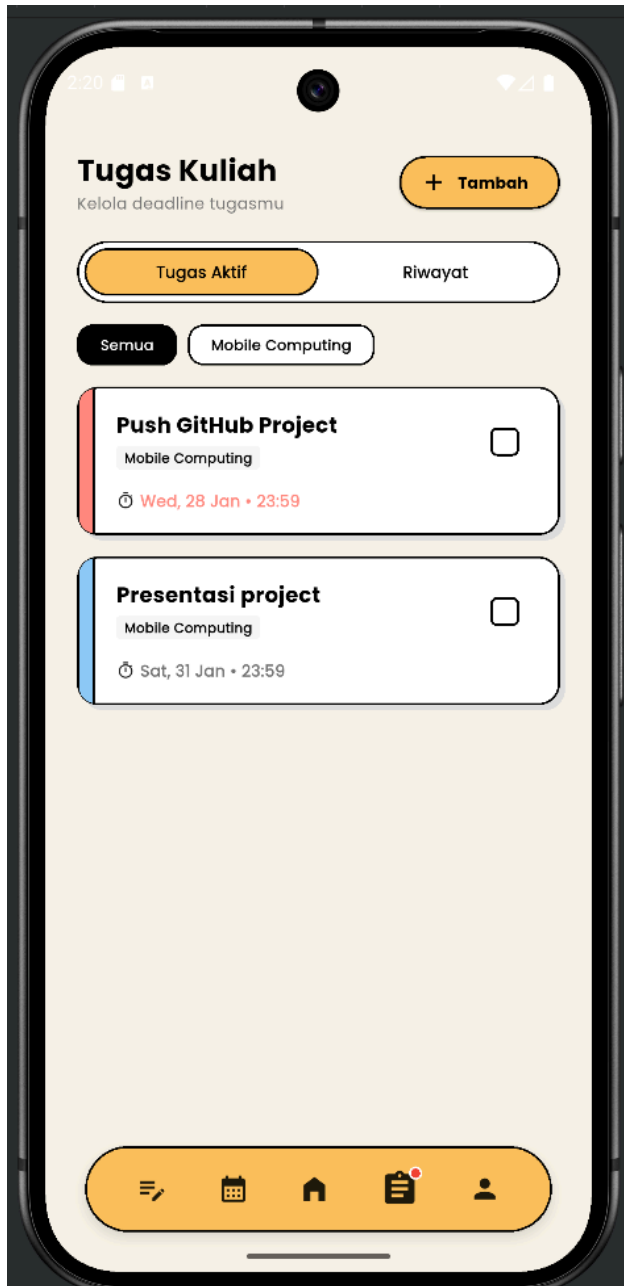 2:20
Tugas Kuliah
Kelola deadline tugasmu
+ Tambah
Tugas Aktif
Riwayat
Semua
Mobile Computing
Push GitHub Project
Mobile Computing
Wed, 28 Jan • 23:59
Presentasi project
Mobile Computing
Sat, 31 Jan • 23:59